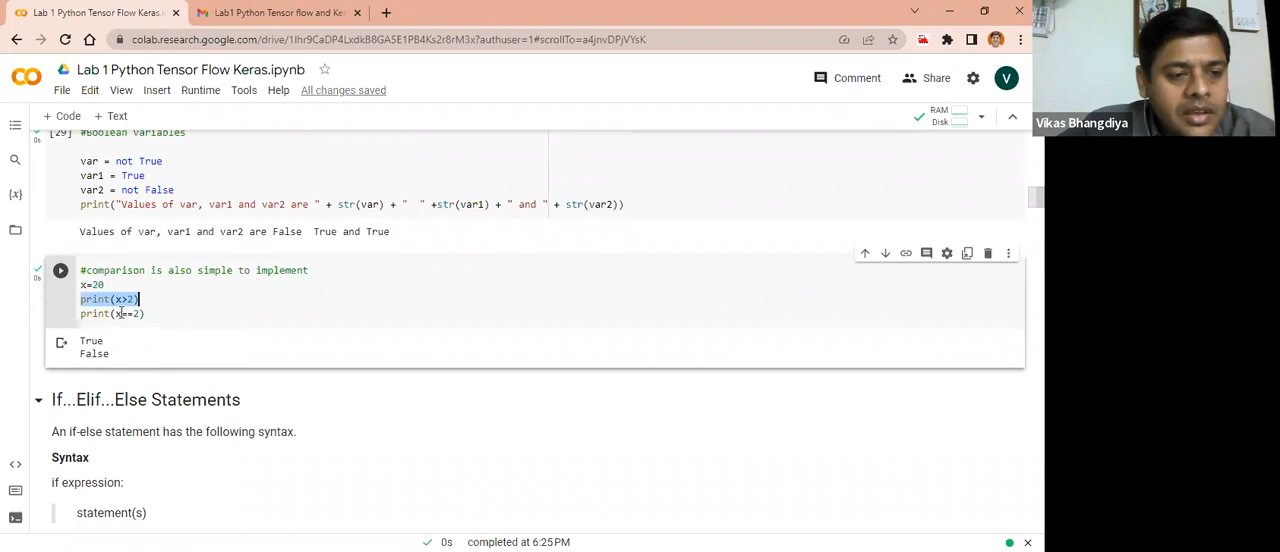 Lab 1 Python Tensor Flow Keras.i
Lab1 Python Tensor flow and Ker
colab.research.google.com/drive/1Ihr9CaDP4LxdkB8GA5E1PB4Ks2r8rM3x?authuser=1#scrollTo=a4jnvDPjVYsK
Lab 1 Python Tensor Flow Keras.ipynb
File Edit View Insert Runtime Tools Help All changes saved
Comment
Share
V
+ Code + Text
RAM
Disk
[29] #Boolean variables
0s
var = not True
var1 = True
var2 = not False
print("Values of var, var1 and var2 are " + str(var) + "  " +str(var1) + " and " + str(var2))
Values of var, var1 and var2 are False  True and True
#comparison is also simple to implement
0s
x=20
print(x>2)
print(x==2)
True
False
If...Elif...Else Statements
An if-else statement has the following syntax.
Syntax
if expression:
statement(s)
0s completed at 6:25PM
Vikas Bhangdiya